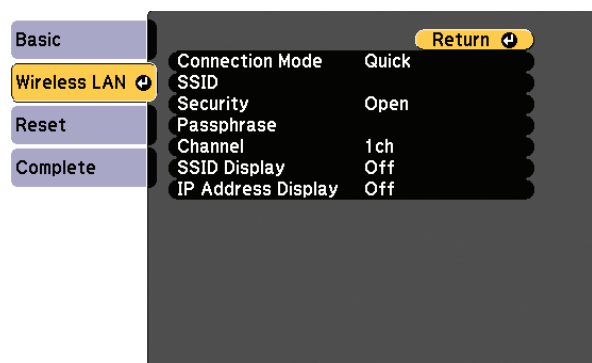 Basic
Wireless LAN
Reset
Complete
Return
Connection Mode Quick
SSID
Security Open
Passphrase
Channel 1ch
SSID Display Off
IP Address Display Off